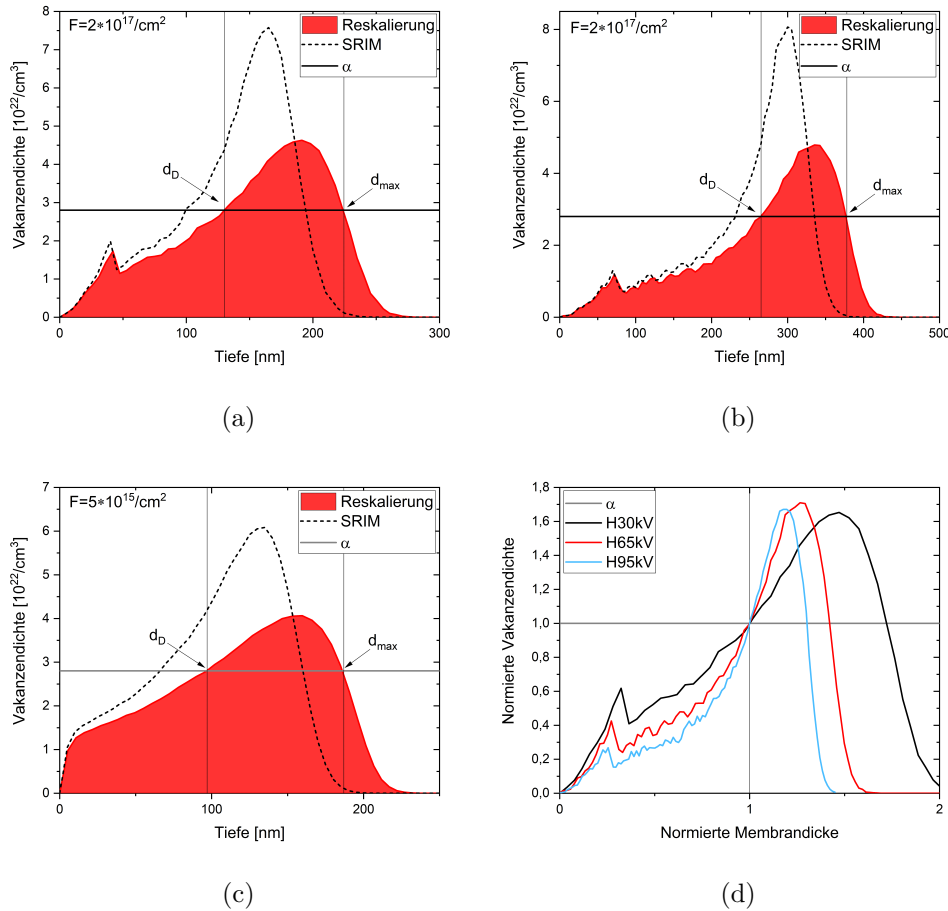 F=2*10^17/cm^2
Reskalierung
SRIM
α
d_D
d_max
Vakanzendichte [10^22/cm^3]
8
7
6
5
4
3
2
1
0
0 100 200 300
Tiefe [nm]
(a)
F=2*10^17/cm^2
Reskalierung
SRIM
α
d_D
d_max
Vakanzendichte [10^22/cm^3]
8
6
4
2
0
0 100 200 300 400 500
Tiefe [nm]
(b)
F=5*10^15/cm^2
Reskalierung
SRIM
α
d_D
d_max
Vakanzendichte [10^22/cm^3]
7
6
5
4
3
2
1
0
0 100 200
Tiefe [nm]
(c)
α
H30kV
H65kV
H95kV
Normierte Vakanzendichte
1,8
1,6
1,4
1,2
1,0
0,8
0,6
0,4
0,2
0,0
0 1 2
Normierte Membrandicke
(d)